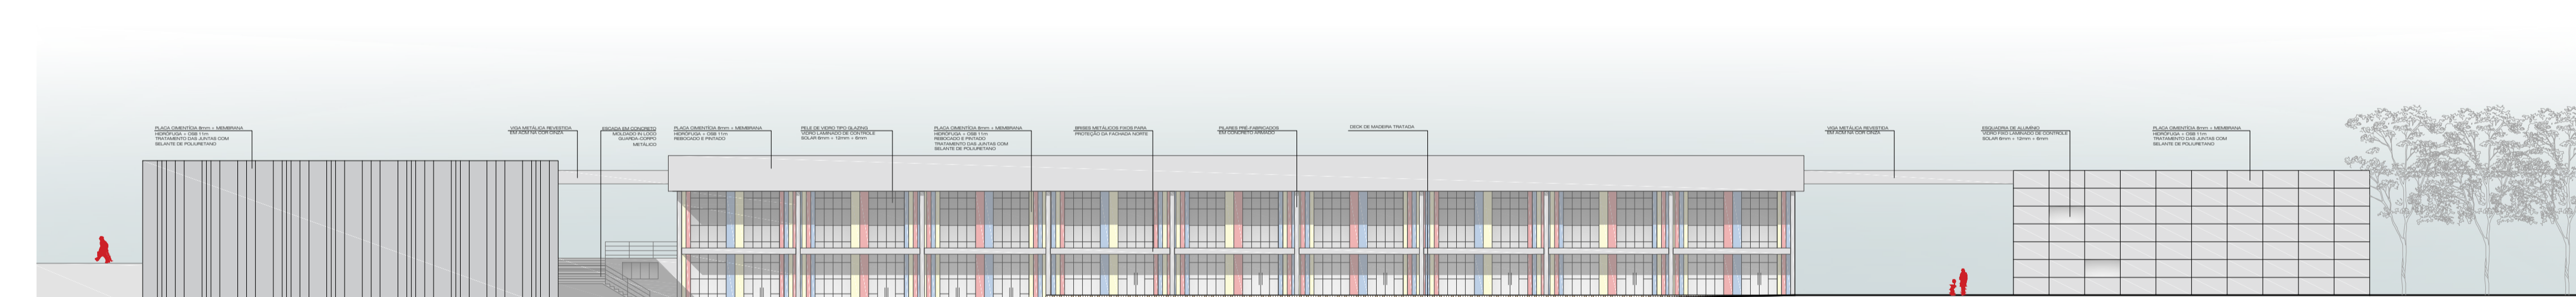 PLACA CIMENTÍCIA 8mm + MEMBRANA
HIDRÓFUGA + OSB 11m
TRATAMENTO DAS JUNTAS COM
SELANTE DE POLIURETANO
VIGA METÁLICA REVESTIDA
EM ACM NA COR CINZA
ESCADA EM CONCRETO
MOLDADO IN LOCO
GUARDA-CORPO
METÁLICO
PLACA CIMENTÍCIA 8mm + MEMBRANA
HIDRÓFUGA + OSB 11m
REBOCADO E PINTADO
PELE DE VIDRO TIPO GLAZING
VIDRO LAMINADO DE CONTROLE
SOLAR 8mm + 12mm + 6mm
PLACA CIMENTÍCIA 8mm + MEMBRANA
HIDRÓFUGA + OSB 11m
REBOCADO E PINTADO
TRATAMENTO DAS JUNTAS COM
SELANTE DE POLIURETANO
BRISES METÁLICOS FIXOS PARA
PROTEÇÃO DA FACHADA NORTE
PILARES PRÉ-FABRICADOS
EM CONCRETO ARMADO
DECK DE MADEIRA TRATADA
VIGA METÁLICA REVESTIDA
EM ACM NA COR CINZA
ESQUADRIA DE ALUMÍNIO
VIDRO FIXO LAMINADO DE CONTROLE
SOLAR 8mm + 12mm + 6mm
PLACA CIMENTÍCIA 8mm + MEMBRANA
HIDRÓFUGA + OSB 11m
TRATAMENTO DAS JUNTAS COM
SELANTE DE POLIURETANO